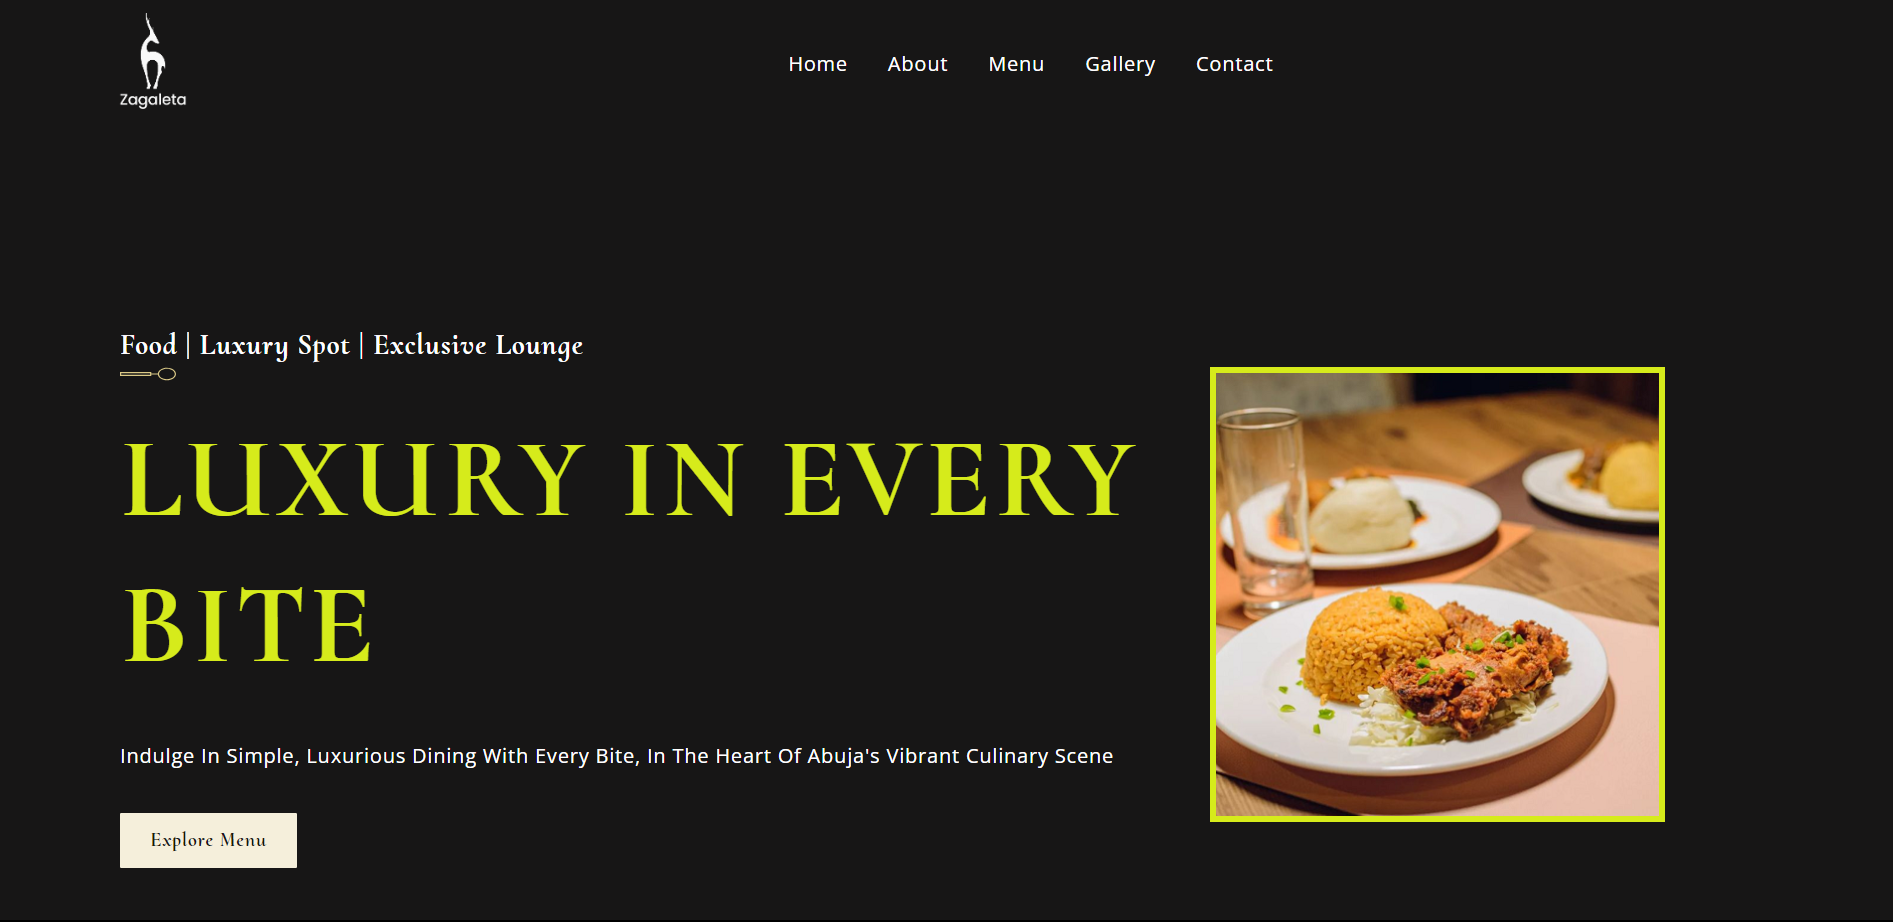 Zagaleta
Home About Menu Gallery Contact
Food | Luxury Spot | Exclusive Lounge
LUXURY IN EVERY
BITE
Indulge In Simple, Luxurious Dining With Every Bite, In The Heart Of Abuja's Vibrant Culinary Scene
Explore Menu